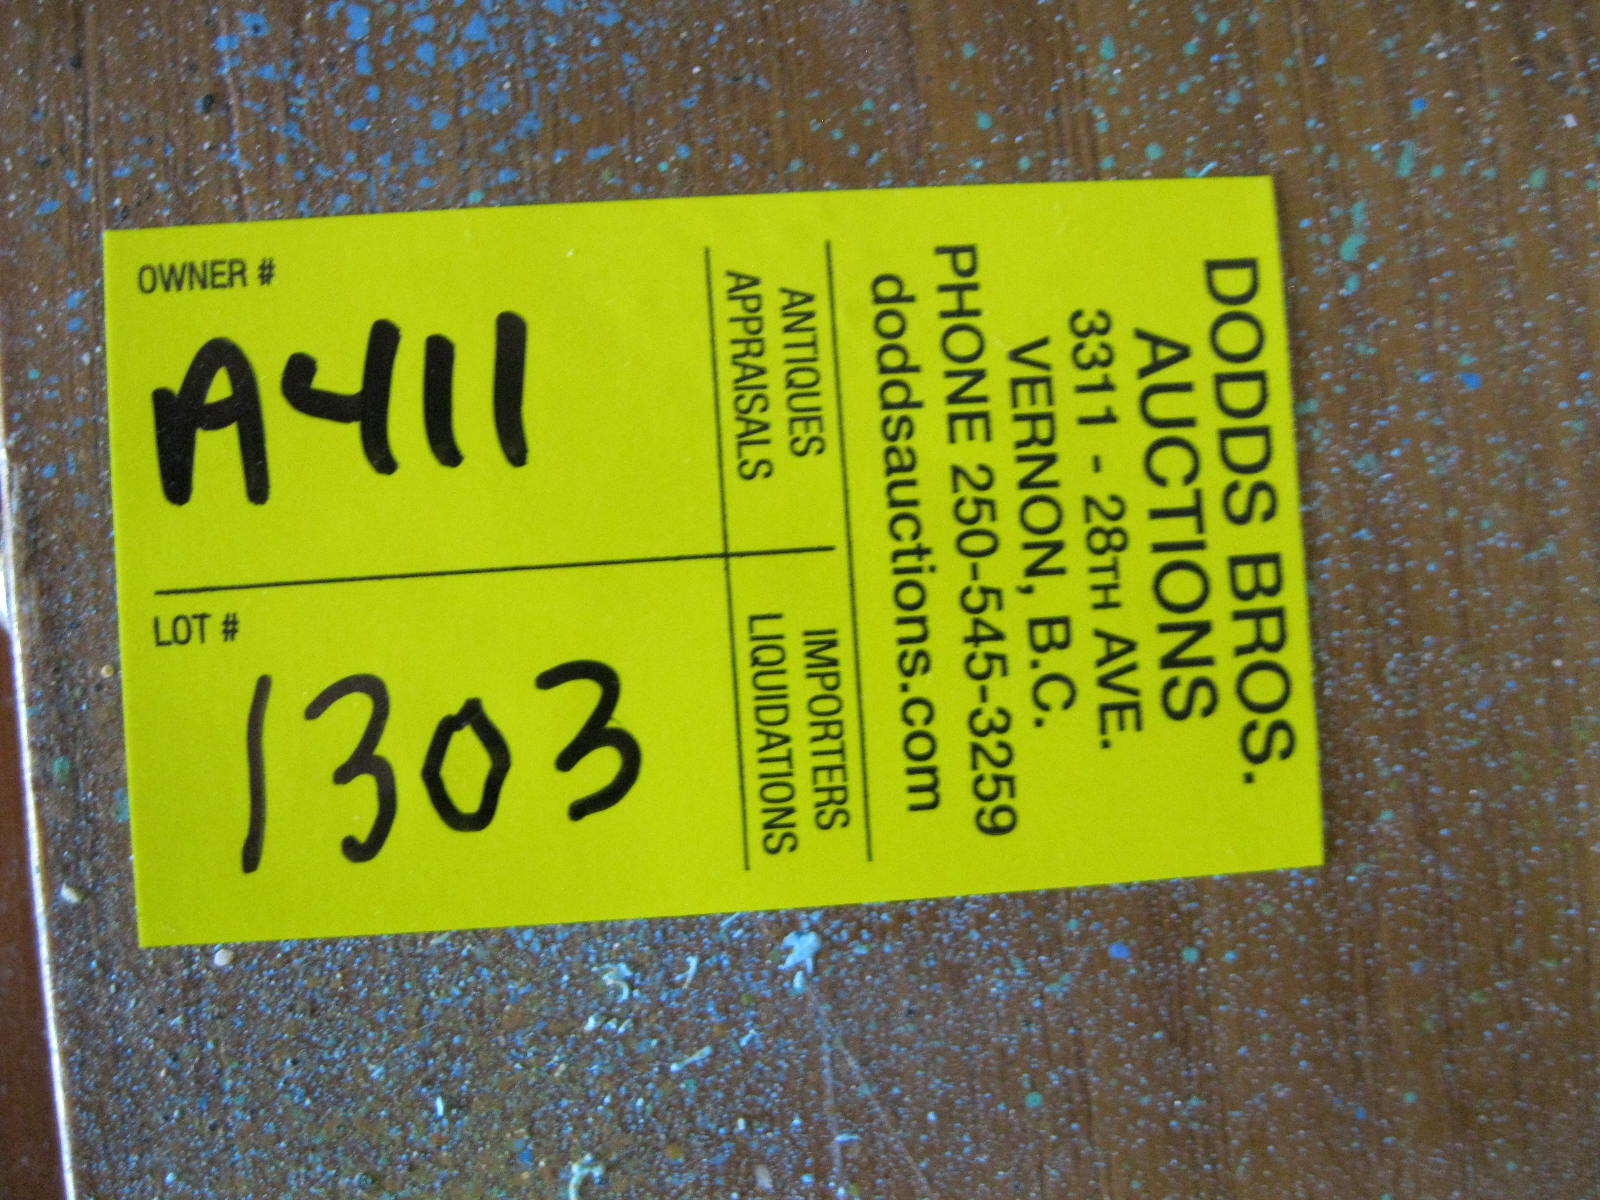 DODDS BROS.
AUCTIONS
3311 - 28TH AVE.
VERNON, B.C.
PHONE 250-545-3259
doddsauctions.com
ANTIQUES
APPRAISALS
IMPORTERS
LIQUIDATIONS
OWNER #
A411
LOT #
1303